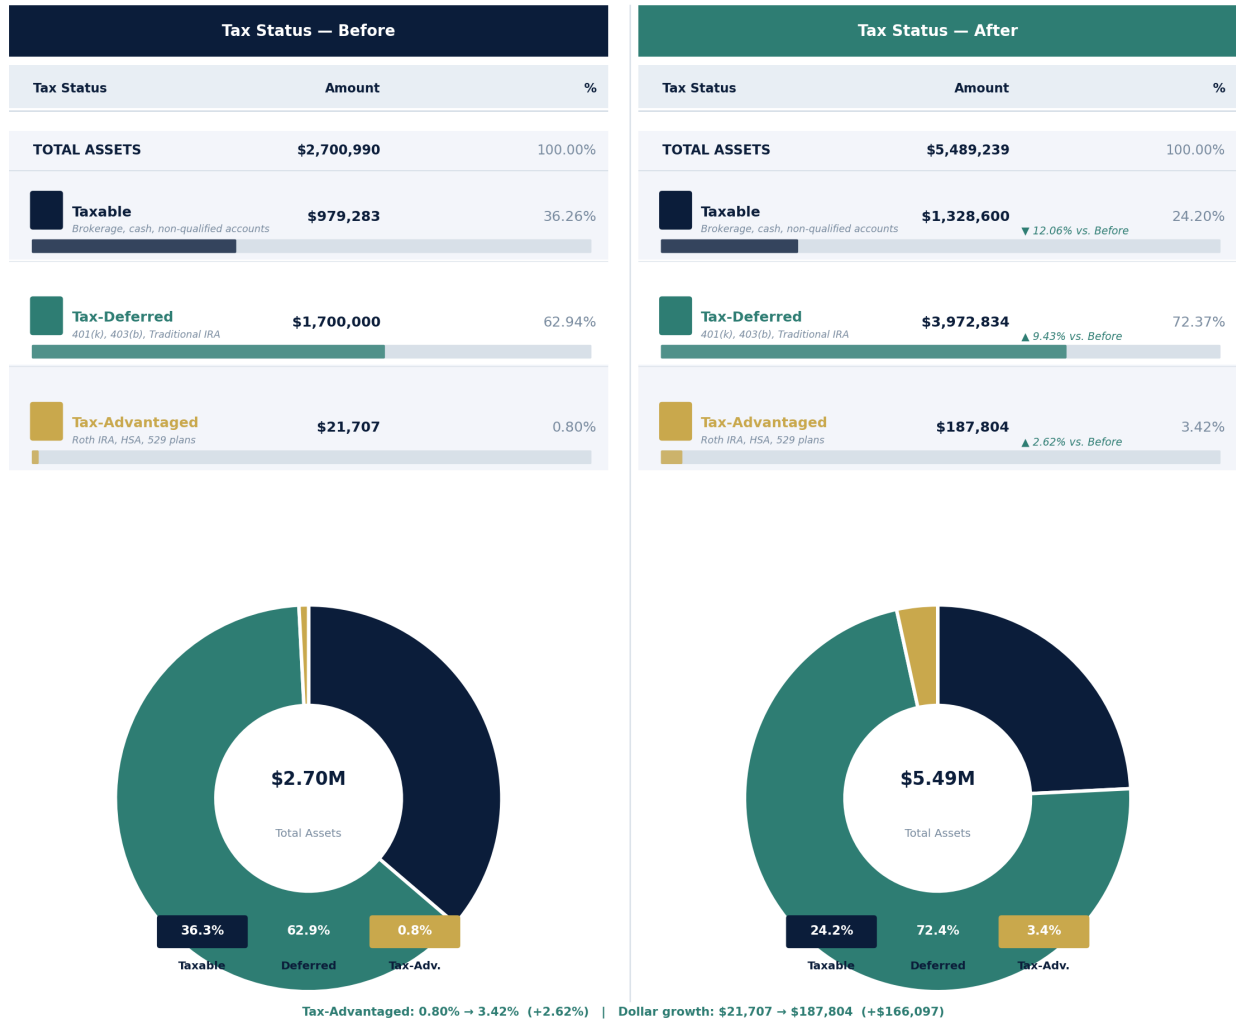 Tax Status — Before
Tax Status Amount %
TOTAL ASSETS $2,700,990 100.00%
Taxable $979,283 36.26%
Brokerage, cash, non-qualified accounts
Tax-Deferred $1,700,000 62.94%
401(k), 403(b), Traditional IRA
Tax-Advantaged $21,707 0.80%
Roth IRA, HSA, 529 plans
$2.70M
Total Assets
36.3% 62.9% 0.8%
Taxable Deferred Tax-Adv.
Tax Status — After
Tax Status Amount %
TOTAL ASSETS $5,489,239 100.00%
Taxable $1,328,600 24.20%
Brokerage, cash, non-qualified accounts ▼ 12.06% vs. Before
Tax-Deferred $3,972,834 72.37%
401(k), 403(b), Traditional IRA ▲ 9.43% vs. Before
Tax-Advantaged $187,804 3.42%
Roth IRA, HSA, 529 plans ▲ 2.62% vs. Before
$5.49M
Total Assets
24.2% 72.4% 3.4%
Taxable Deferred Tax-Adv.
Tax-Advantaged: 0.80% → 3.42% (+2.62%) | Dollar growth: $21,707 → $187,804 (+$166,097)